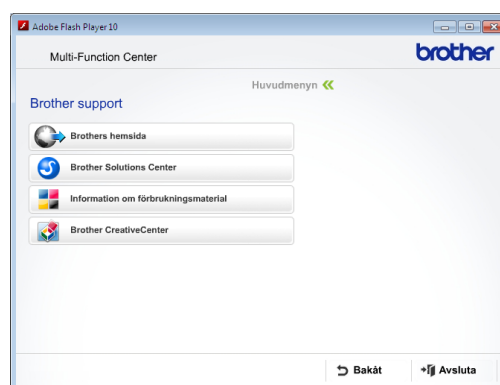 Adobe Flash Player 10
Multi-Function Center
brother
Huvudmenyn
Brother support
Brothers hemsida
Brother Solutions Center
Information om förbrukningsmaterial
Brother CreativeCenter
Bakåt
Avsluta